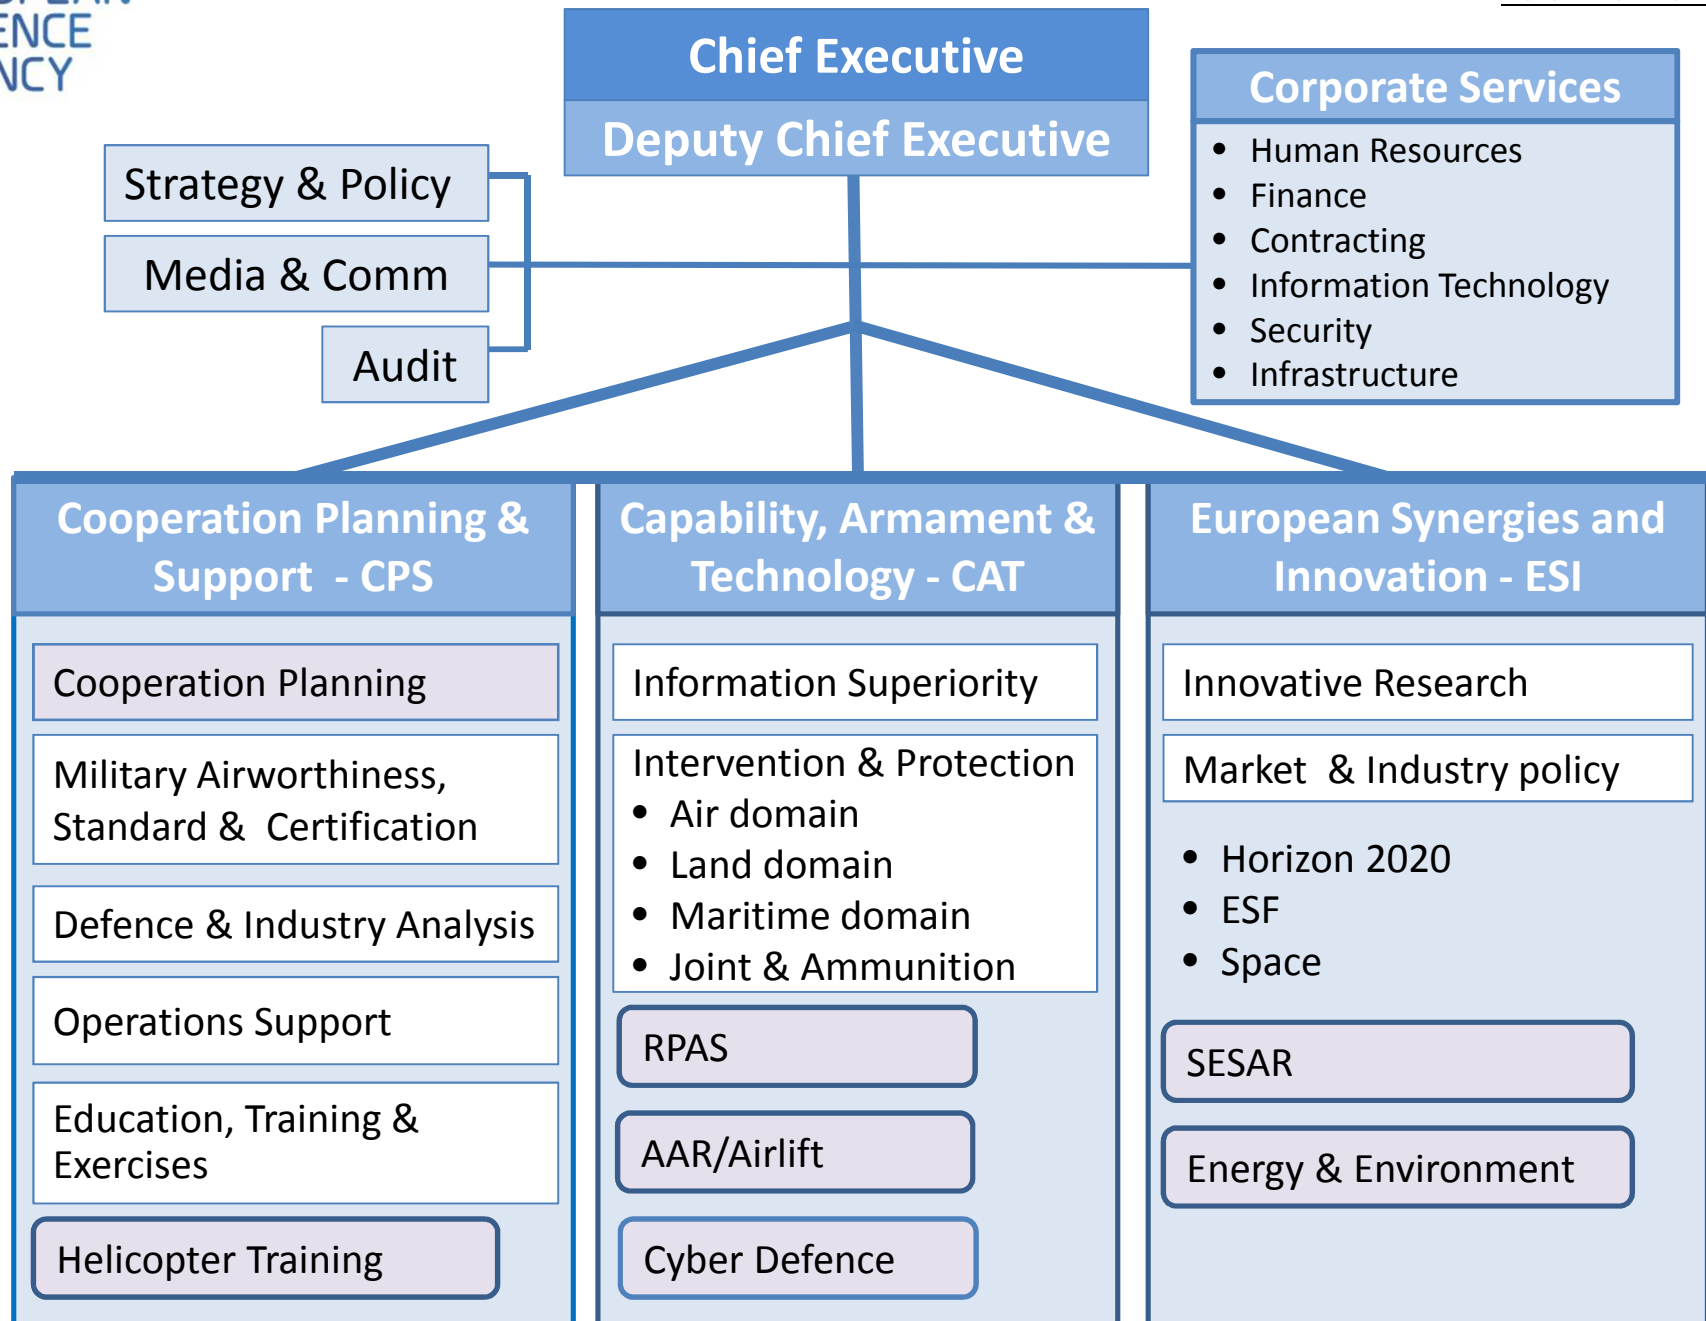 ENCE
NCY
Chief Executive
Deputy Chief Executive
Strategy & Policy
Media & Comm
Audit
Corporate Services
• Human Resources
• Finance
• Contracting
• Information Technology
• Security
• Infrastructure
Cooperation Planning &
Support - CPS
Cooperation Planning
Military Airworthiness,
Standard & Certification
Defence & Industry Analysis
Operations Support
Education, Training &
Exercises
Helicopter Training
Capability, Armament &
Technology - CAT
Information Superiority
Intervention & Protection
• Air domain
• Land domain
• Maritime domain
• Joint & Ammunition
RPAS
AAR/Airlift
Cyber Defence
European Synergies and
Innovation - ESI
Innovative Research
Market & Industry policy
• Horizon 2020
• ESF
• Space
SESAR
Energy & Environment